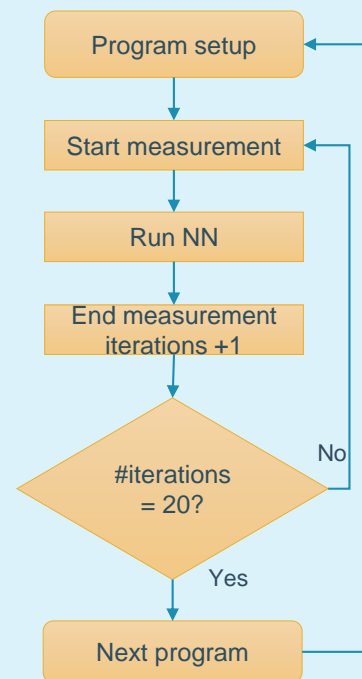 Program setup
Start measurement
Run NN
End measurement
iterations +1
#iterations
= 20?
No
Yes
Next program